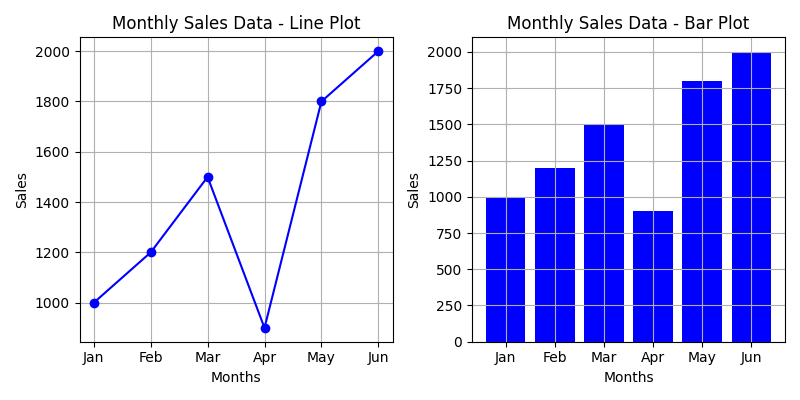 Monthly Sales Data - Line Plot
2000
1800
1600
1400
1200
1000
Sales
Jan Feb Mar Apr May Jun
Months
Monthly Sales Data - Bar Plot
2000
1750
1500
1250
1000
750
500
250
0
Sales
Jan Feb Mar Apr May Jun
Months